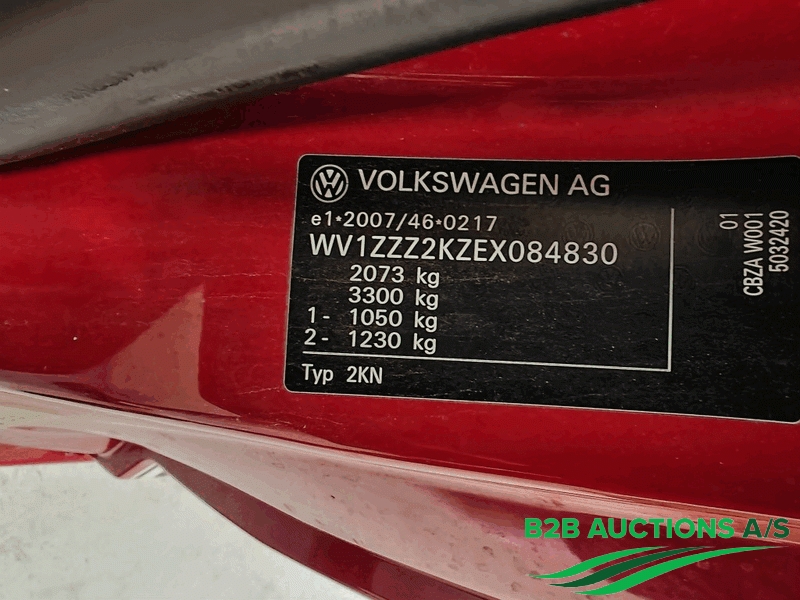 VOLKSWAGEN AG
e1*2007/46*0217
WV1ZZZ2KZEX084830
2073 kg
3300 kg
1- 1050 kg
2- 1230 kg
Typ 2KN
01
CBZA W001
5032420
B2B AUCTIONS A/S